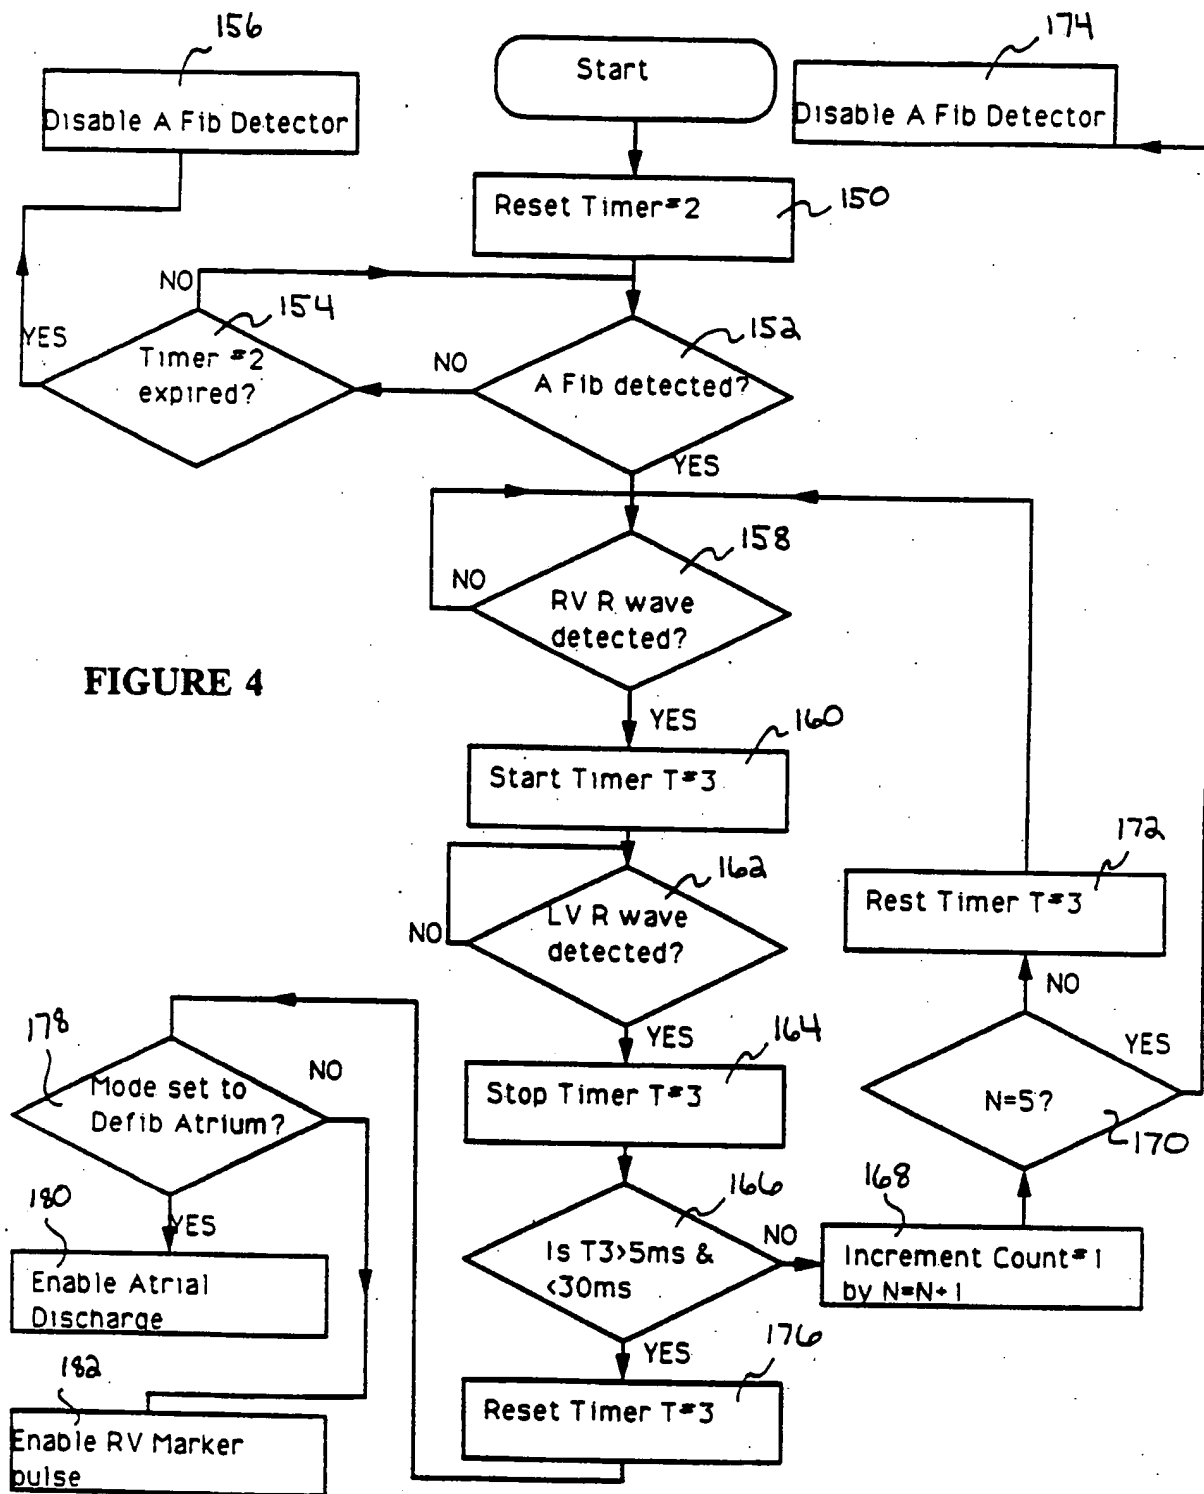 156
Disable A Fib Detector
Start
174
Disable A Fib Detector
Reset Timer#2
150
NO
154
YES
Timer #2
expired?
NO
152
A Fib detected?
YES
158
NO
RV R wave
detected?
FIGURE 4
YES
160
Start Timer T#3
162
LV R wave
detected?
NO
172
Rest Timer T#3
NO
YES
164
Stop Timer T#3
178
Mode set to
Defib Atrium?
NO
YES
N=5?
170
166
Is T3>5ms &
<30ms
NO
168
Increment Count#1
by N=N+1
180
YES
Enable Atrial
Discharge
YES
176
Reset Timer T#3
182
Enable RV Marker
pulse